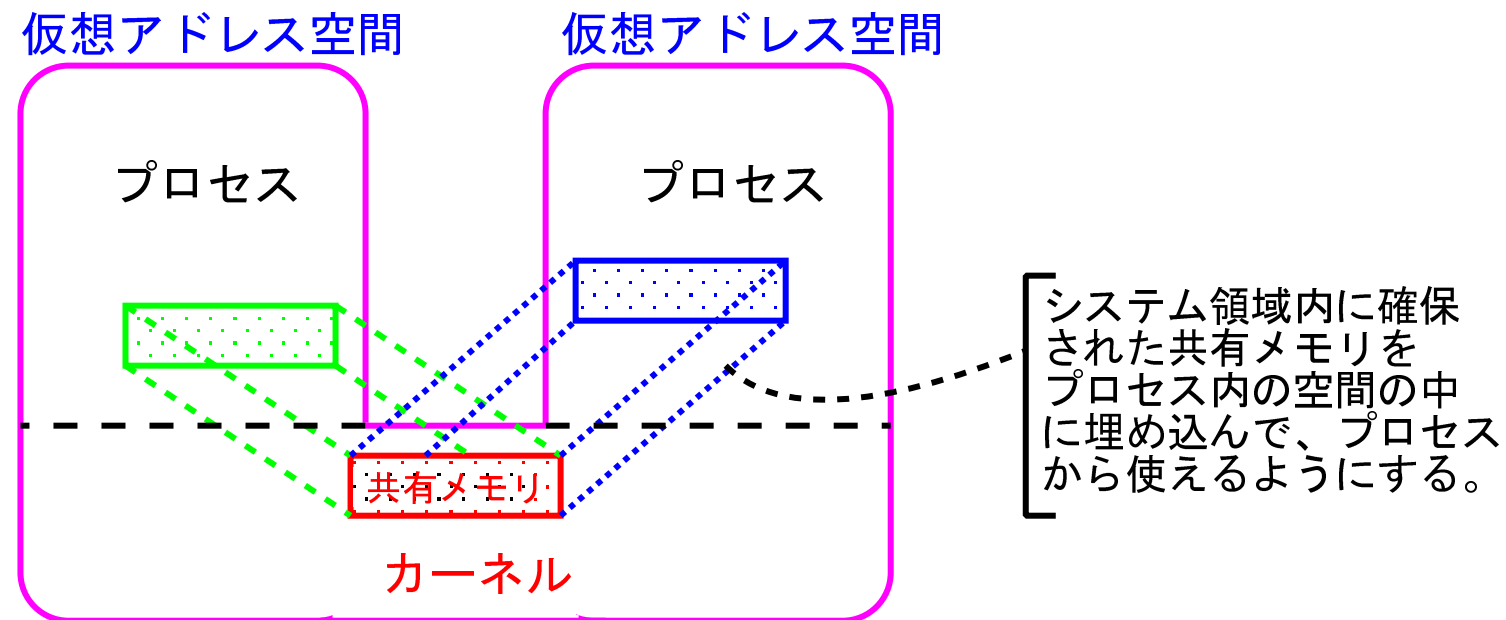 仮想アドレス空間
仮想アドレス空間
プロセス
プロセス
システム領域内に確保
された共有メモリを
プロセス内の空間の中
に埋め込んで、プロセス
から使えるようにする。
共有メモリ
カーネル